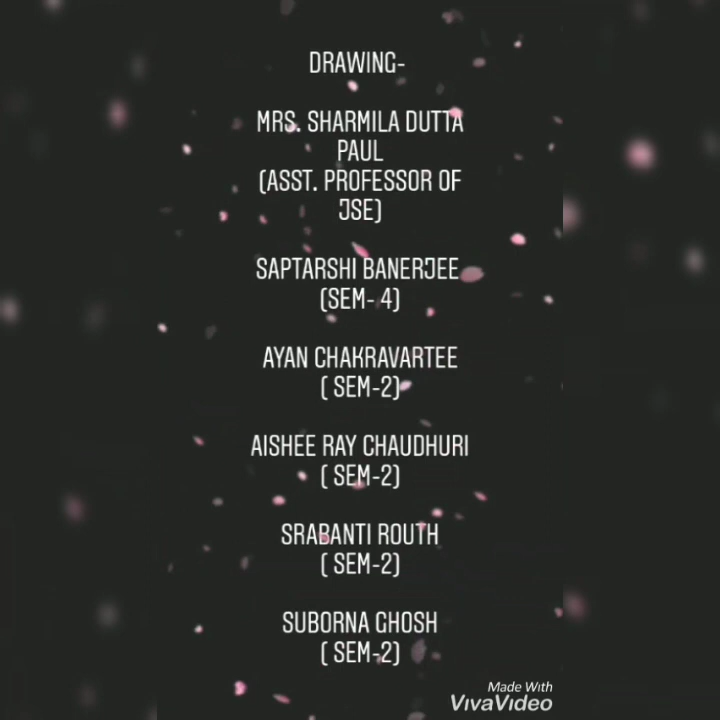 DRAWING-
MRS. SHARMILA DUTTA
PAUL
(ASST. PROFESSOR OF
JSE)
SAPTARSHI BANERJEE
(SEM- 4)
AYAN CHAKRAVARTEE
( SEM-2)
AISHEE RAY CHAUDHURI
( SEM-2)
SRABANTI ROUTH
( SEM-2)
SUBORNA GHOSH
( SEM-2)
Made With
VivaVideo